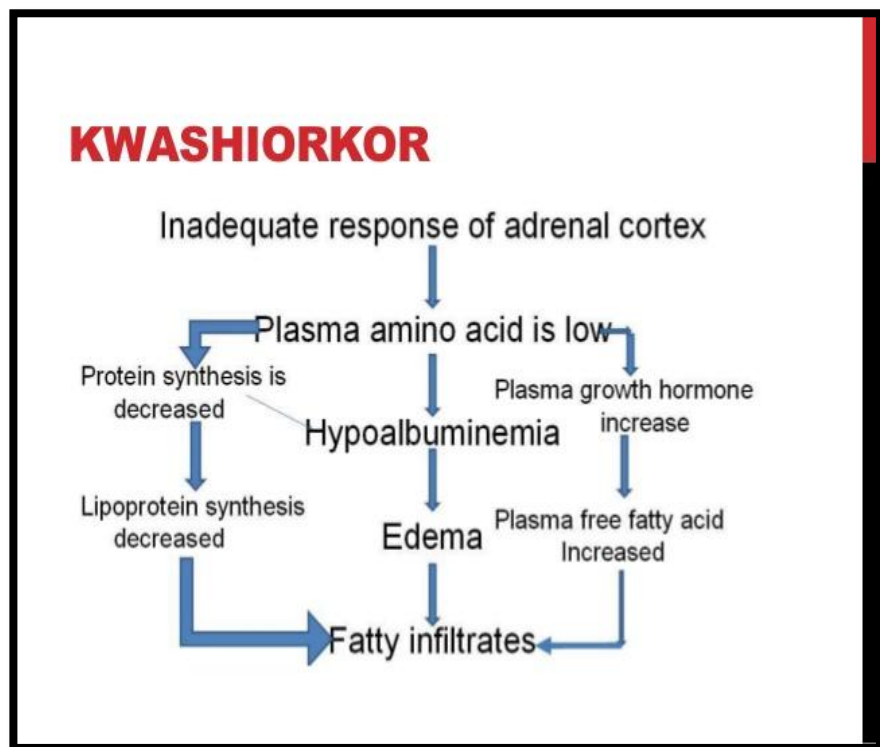 KWASHIORKOR
Inadequate response of adrenal cortex
Plasma amino acid is low
Protein synthesis is
decreased
Plasma growth hormone
increase
Hypoalbuminemia
Lipoprotein synthesis
decreased
Edema
Plasma free fatty acid
Increased
Fatty infiltrates